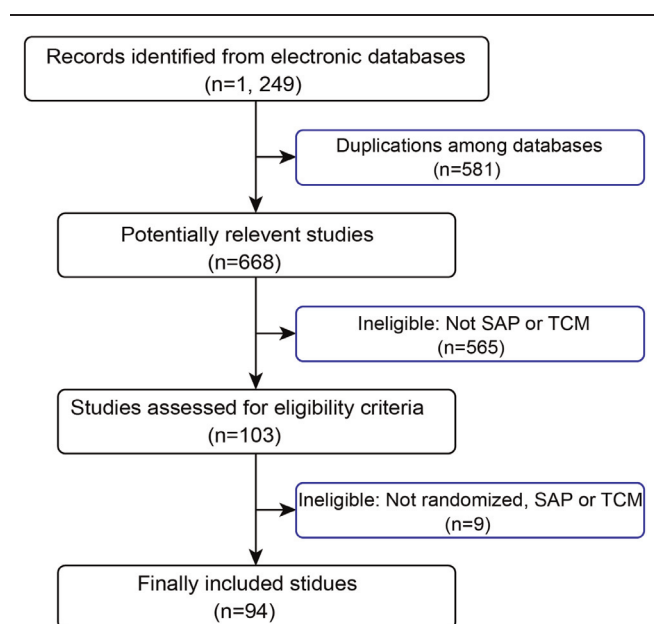 Records identified from electronic databases
(n=1, 249)
Duplications among databases
(n=581)
Potentially relevent studies
(n=668)
Ineligible: Not SAP or TCM
(n=565)
Studies assessed for eligibility criteria
(n=103)
Ineligible: Not randomized, SAP or TCM
(n=9)
Finally included stidues
(n=94)